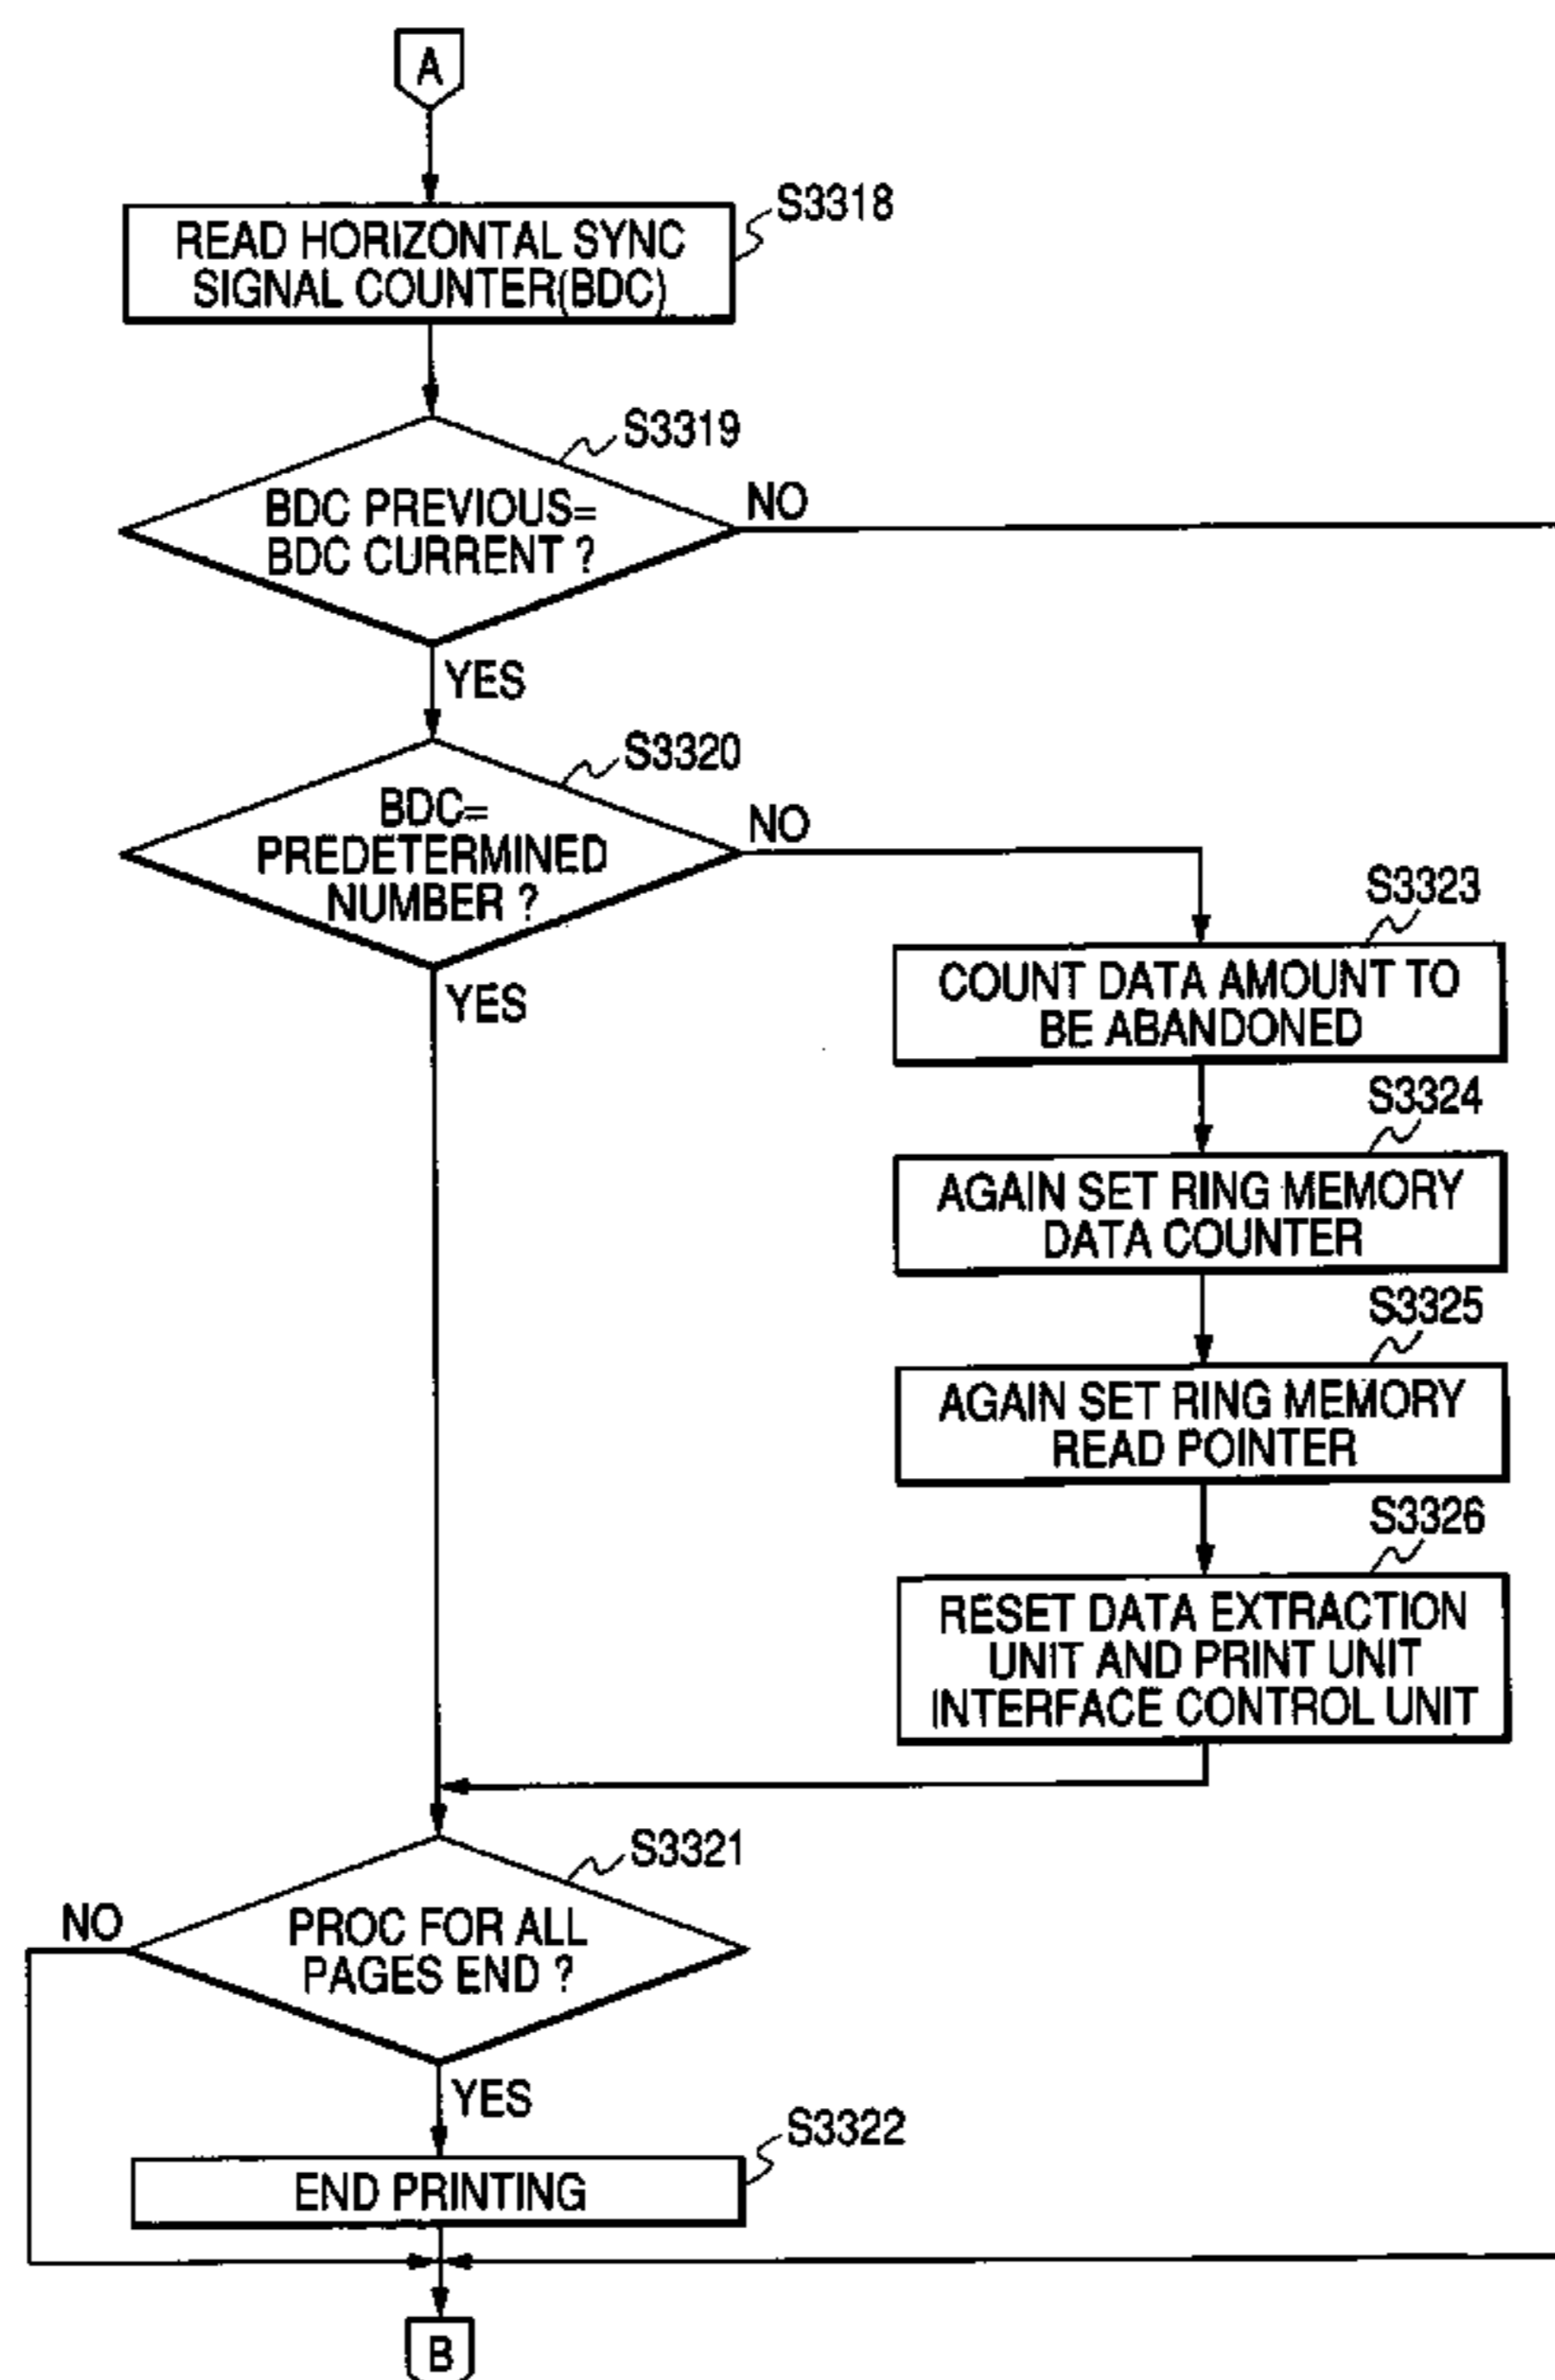 A
S3318
READ HORIZONTAL SYNC
SIGNAL COUNTER(BDC)
S3319
BDC PREVIOUS=
BDC CURRENT ?
NO
YES
S3320
BDC=
PREDETERMINED
NUMBER ?
NO
YES
S3323
COUNT DATA AMOUNT TO
BE ABANDONED
S3324
AGAIN SET RING MEMORY
DATA COUNTER
S3325
AGAIN SET RING MEMORY
READ POINTER
S3326
RESET DATA EXTRACTION
UNIT AND PRINT UNIT
INTERFACE CONTROL UNIT
S3321
NO
PROC FOR ALL
PAGES END ?
YES
S3322
END PRINTING
B